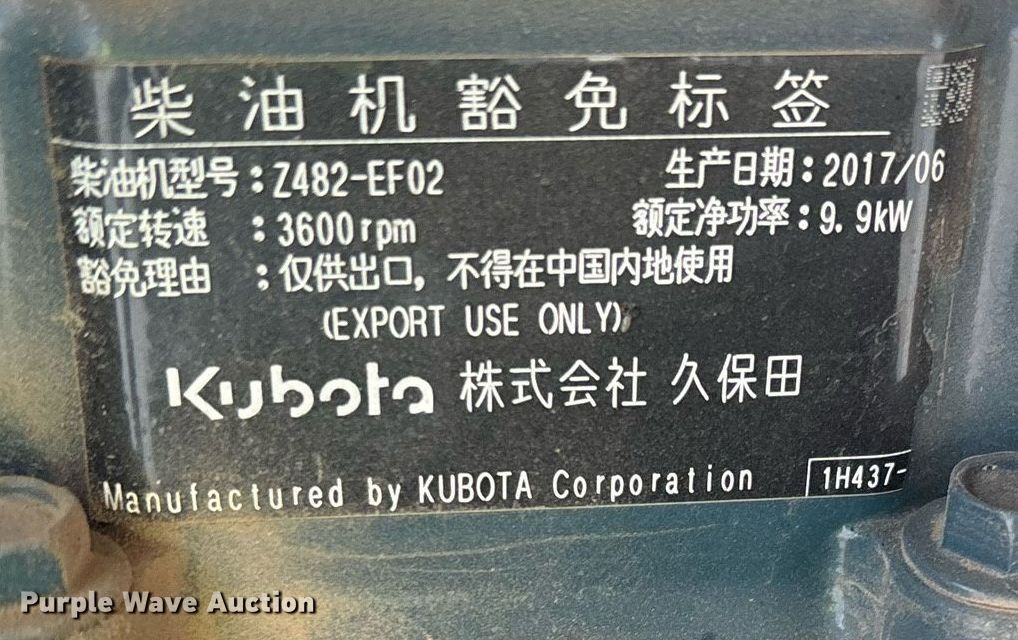 柴油机豁免标签
柴油机型号：Z482-EF02 生产日期：2017/06
额定转速 ：3600rpm 额定净功率：9.9kW
豁免理由 ：仅供出口，不得在中国内地使用
(EXPORT USE ONLY)
Kubota 株式会社 久保田
Manufactured by KUBOTA Corporation 1H437-
Purple Wave Auction